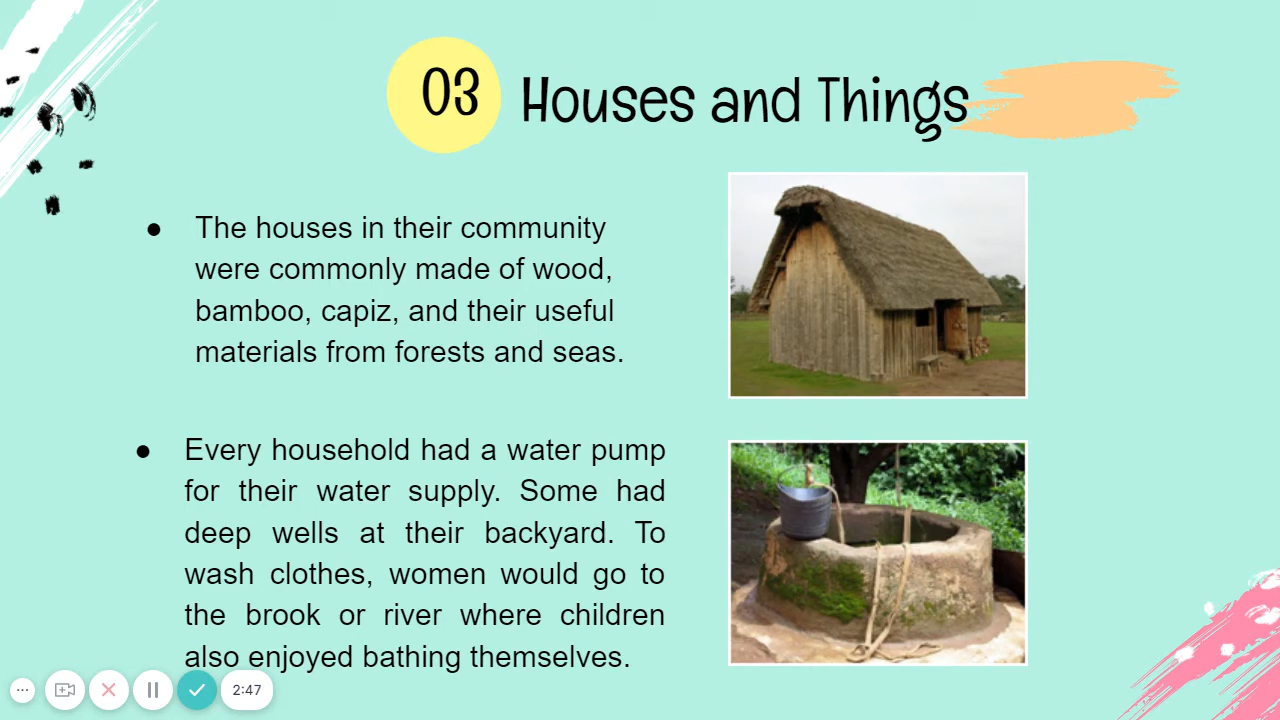 03 Houses and Things
● The houses in their community
were commonly made of wood,
bamboo, capiz, and their useful
materials from forests and seas.
● Every household had a water pump
for their water supply. Some had
deep wells at their backyard. To
wash clothes, women would go to
the brook or river where children
also enjoyed bathing themselves.
2:47